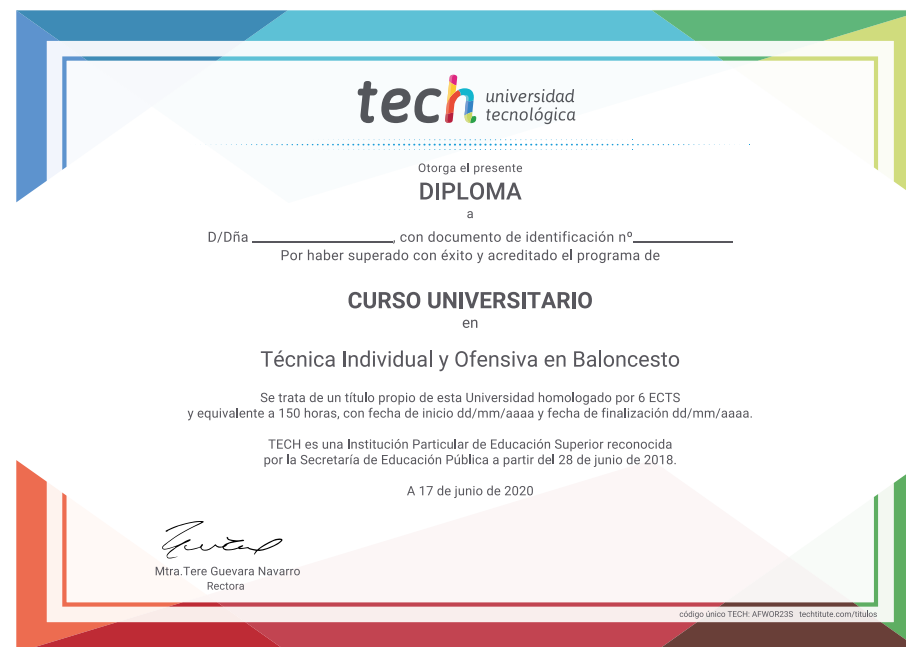 tech universidad
tecnológica
Otorga el presente
DIPLOMA
a
D/Dña ____________________, con documento de identificación nº______________
Por haber superado con éxito y acreditado el programa de
CURSO UNIVERSITARIO
en
Técnica Individual y Ofensiva en Baloncesto
Se trata de un título propio de esta Universidad homologado por 6 ECTS
y equivalente a 150 horas, con fecha de inicio dd/mm/aaaa y fecha de finalización dd/mm/aaaa.
TECH es una Institución Particular de Educación Superior reconocida
por la Secretaría de Educación Pública a partir del 28 de junio de 2018.
A 17 de junio de 2020
Mtra.Tere Guevara Navarro
Rectora
código único TECH: AFWOR23S techtitute.com/titulos